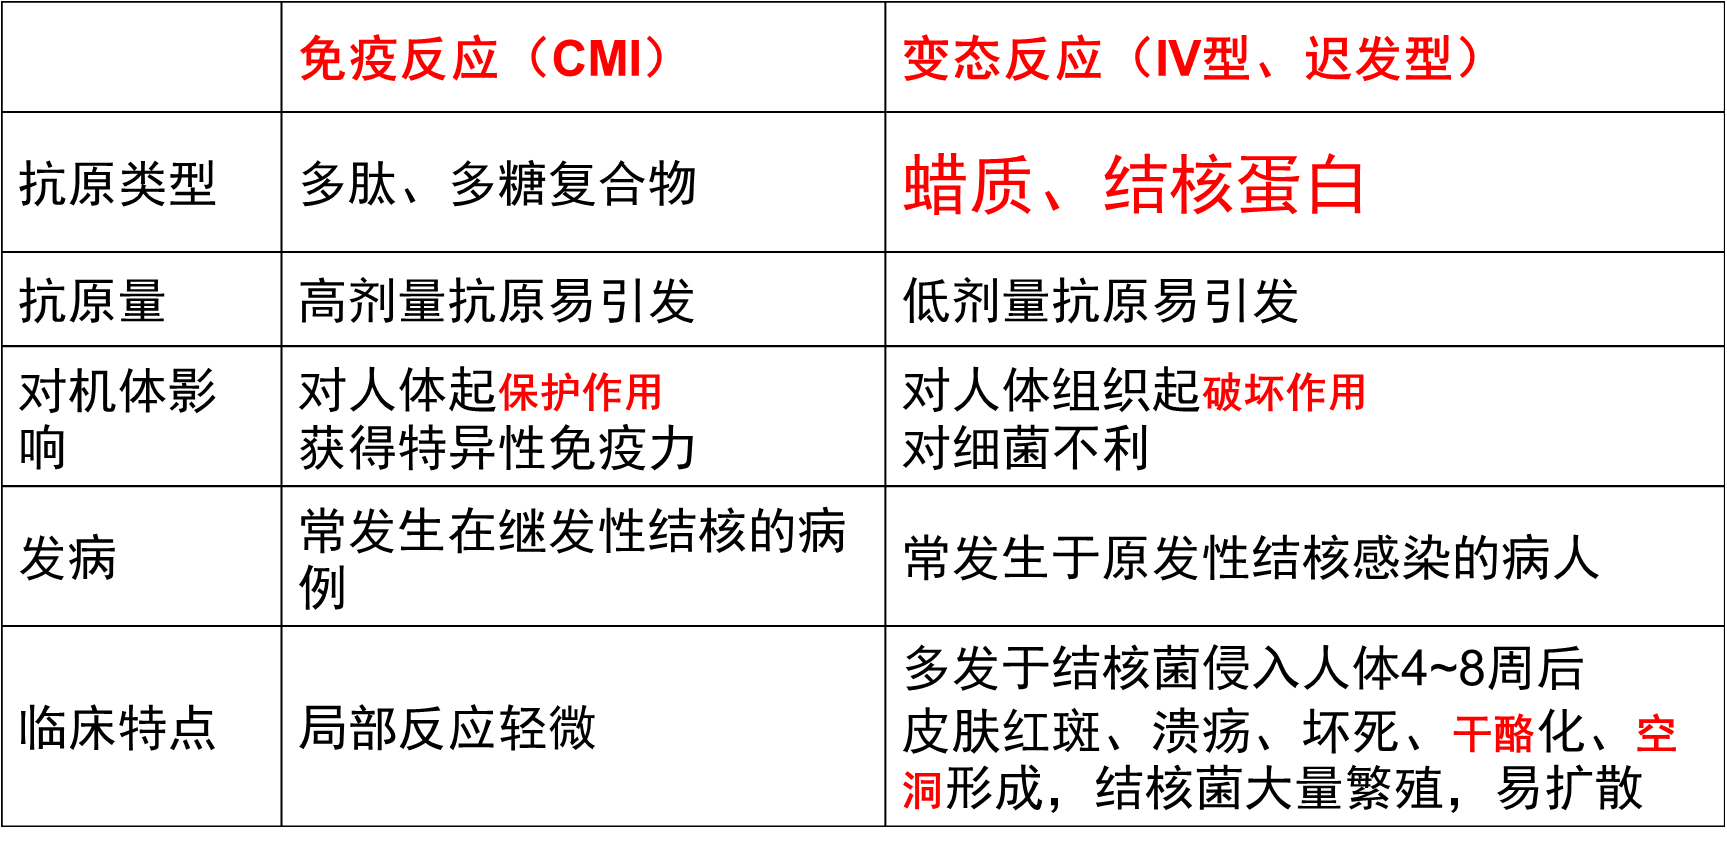 免疫反应（CMI）
变态反应（IV型、迟发型）
抗原类型
多肽、多糖复合物
蜡质、结核蛋白
抗原量
高剂量抗原易引发
低剂量抗原易引发
对机体影
响
对人体起保护作用
获得特异性免疫力
对人体组织起破坏作用
对细菌不利
发病
常发生在继发性结核的病
例
常发生于原发性结核感染的病人
临床特点
局部反应轻微
多发于结核菌侵入人体4~8周后
皮肤红斑、溃疡、坏死、干酪化、空
洞形成，结核菌大量繁殖，易扩散